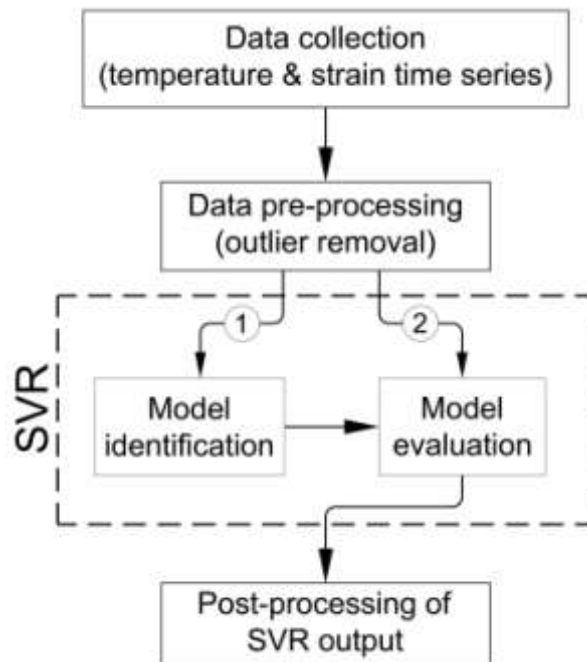 Data collection
(temperature & strain time series)
Data pre-processing
(outlier removal)
1
2
SVR
Model
identification
Model
evaluation
Post-processing of
SVR output